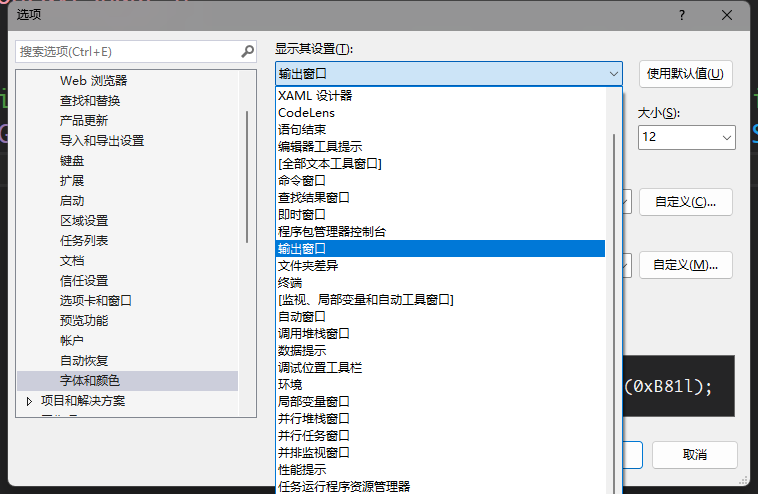 选项
?
搜索选项(Ctrl+E)
Web 浏览器
查找和替换
产品更新
导入和导出设置
键盘
扩展
启动
区域设置
任务列表
文档
信任设置
选项卡和窗口
预览功能
帐户
自动恢复
字体和颜色
项目和解决方案
显示其设置(T):
输出窗口
使用默认值(U)
XAML 设计器
CodeLens
语句结束
编辑器工具提示
[全部文本工具窗口]
命令窗口
查找结果窗口
即时窗口
程序包管理器控制台
输出窗口
文件夹差异
终端
[监视、局部变量和自动工具窗口]
自动窗口
调用堆栈窗口
数据提示
调试位置工具栏
环境
局部变量窗口
并行堆栈窗口
并行任务窗口
并排监视窗口
性能提示
任务运行程序资源管理器
大小(S):
12
自定义(C)...
自定义(M)...
(0xB81l);
取消